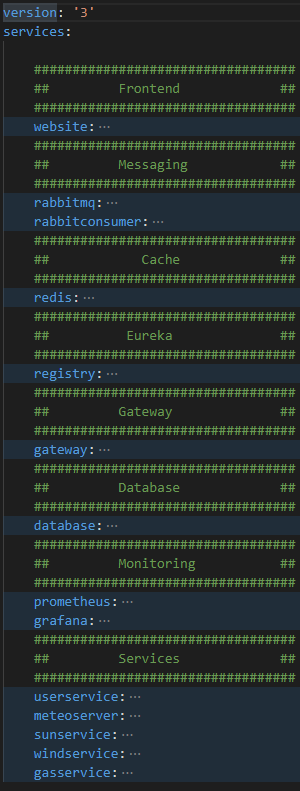 version: '3'
services:
##################################
## Frontend ##
##################################
website: ···
##################################
## Messaging ##
##################################
rabbitmq: ···
rabbitconsumer: ···
##################################
## Cache ##
##################################
redis: ···
##################################
## Eureka ##
##################################
registry: ···
##################################
## Gateway ##
##################################
gateway: ···
##################################
## Database ##
##################################
database: ···
##################################
## Monitoring ##
##################################
prometheus: ···
grafana: ···
##################################
## Services ##
##################################
userservice: ···
meteoserver: ···
sunservice: ···
windservice: ···
gasservice: ···